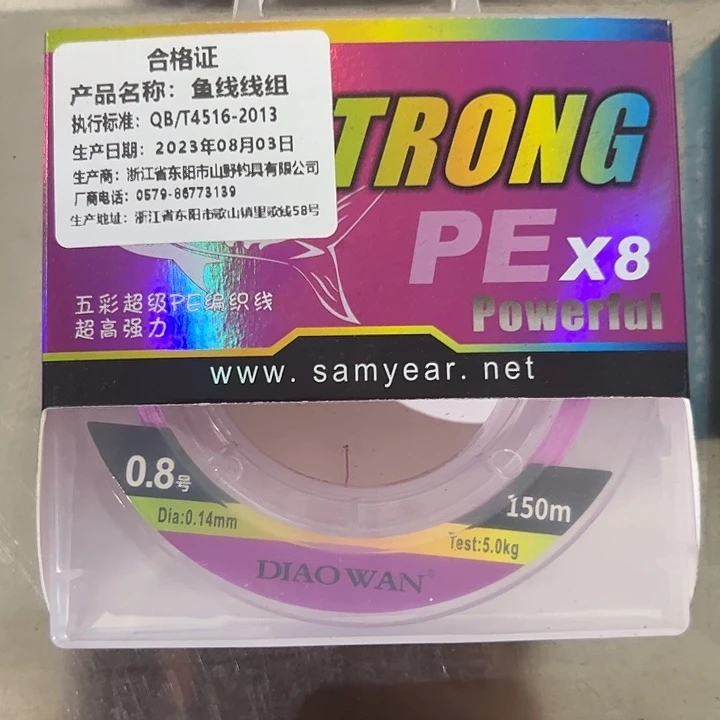 合格证
产品名称：鱼线线组
执行标准：QB/T4516-2013
生产日期：2023年08月03日
生产商：浙江省东阳市山野钓具有限公司
厂商电话：0579-86773139
生产地址：浙江省东阳市歌山镇里歌线58号
TRONG
PE X8
Powerful
五彩超级PE编织线
超高强力
www.samyear.net
0.8号
150m
Dia:0.14mm
Test:5.0kg
DIAO WAN